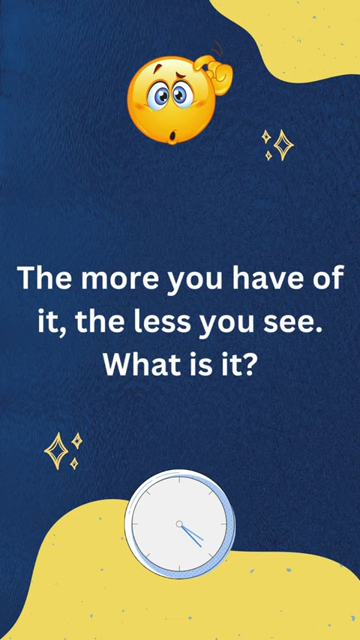 The more you have of
it, the less you see.
What is it?